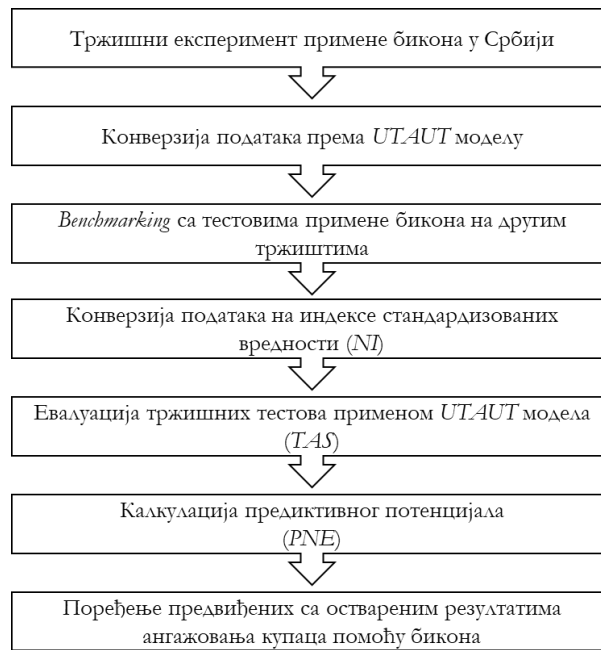 Тржишни експеримент примене бикона у Србији
Конверзија података према UTAUT моделу
Benchmarking са тестовима примене бикона на другим
тржиштима
Конверзија података на индексе стандардизованих
вредности (NI)
Евалуација тржишних тестова применом UTAUT модела
(TAS)
Калкулација предиктивног потенцијала
(PNE)
Поређење предвиђених са оствареним резултатима
ангажовања купаца помоћу бикона